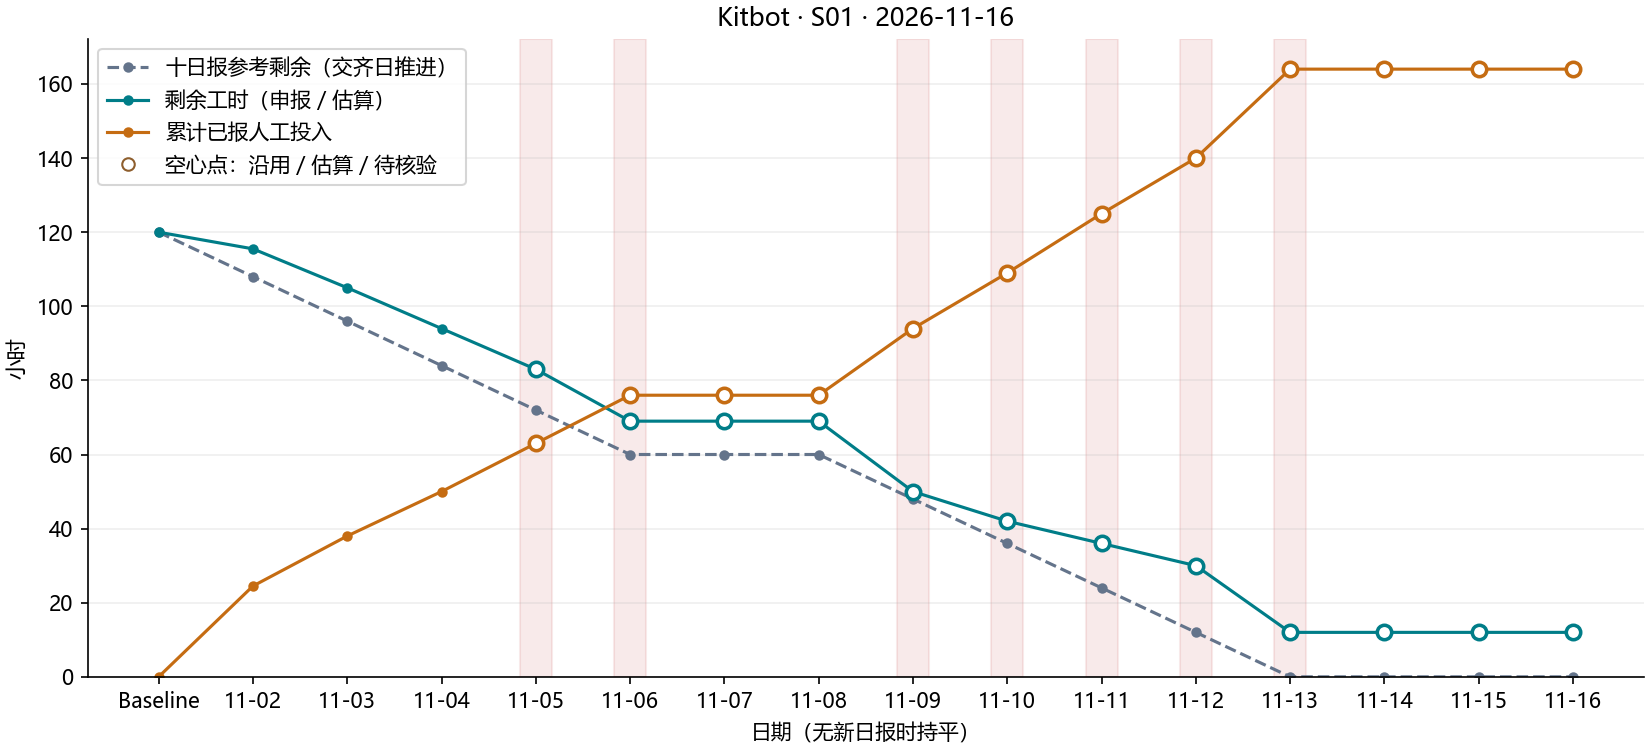 Kitbot · S01 · 2026-11-16
十日报参考剩余（交齐日推进）
剩余工时（申报 / 估算）
累计已报人工投入
空心点：沿用 / 估算 / 待核验
小时
160
140
120
100
80
60
40
20
0
Baseline 11-02 11-03 11-04 11-05 11-06 11-07 11-08 11-09 11-10 11-11 11-12 11-13 11-14 11-15 11-16
日期（无新日报时持平）